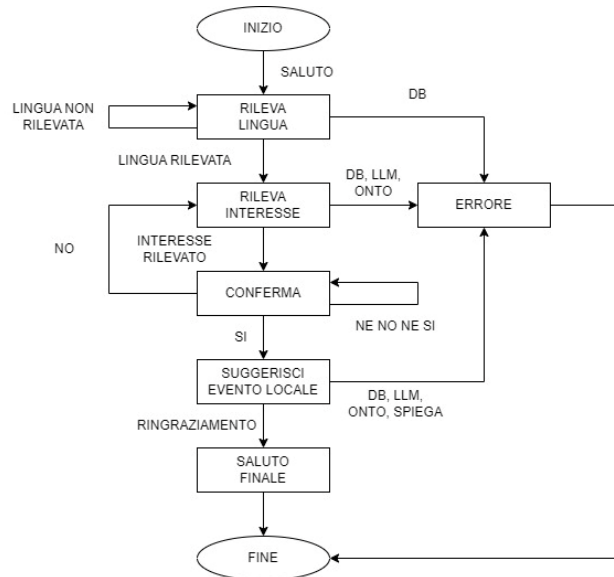 INIZIO
SALUTO
LINGUA NON
RILEVATA
RILEVA
LINGUA
DB
LINGUA RILEVATA
RILEVA
INTERESSE
DB, LLM,
ONTO
ERRORE
NO
INTERESSE
RILEVATO
CONFERMA
NE NO NE SI
SI
SUGGERISCI
EVENTO LOCALE
DB, LLM,
ONTO, SPIEGA
RINGRAZIAMENTO
SALUTO
FINALE
FINE